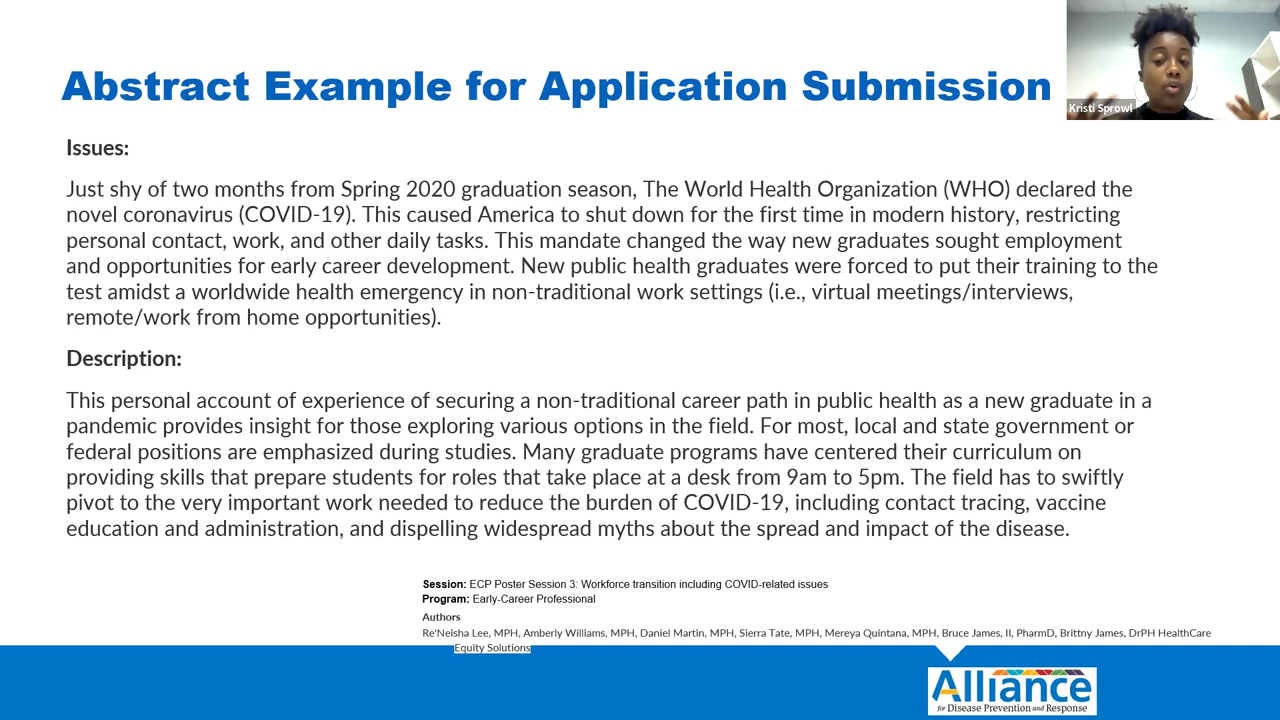 Abstract Example for Application Submission
Kristi Sprowl
Issues:
Just shy of two months from Spring 2020 graduation season, The World Health Organization (WHO) declared the
novel coronavirus (COVID-19). This caused America to shut down for the first time in modern history, restricting
personal contact, work, and other daily tasks. This mandate changed the way new graduates sought employment
and opportunities for early career development. New public health graduates were forced to put their training to the
test amidst a worldwide health emergency in non-traditional work settings (i.e., virtual meetings/interviews,
remote/work from home opportunities).
Description:
This personal account of experience of securing a non-traditional career path in public health as a new graduate in a
pandemic provides insight for those exploring various options in the field. For most, local and state government or
federal positions are emphasized during studies. Many graduate programs have centered their curriculum on
providing skills that prepare students for roles that take place at a desk from 9am to 5pm. The field has to swiftly
pivot to the very important work needed to reduce the burden of COVID-19, including contact tracing, vaccine
education and administration, and dispelling widespread myths about the spread and impact of the disease.
Session: ECP Poster Session 3: Workforce transition including COVID-related issues
Program: Early-Career Professional
Authors
Re'Neisha Lee, MPH, Amberly Williams, MPH, Daniel Martin, MPH, Sierra Tate, MPH, Mereya Quintana, MPH, Bruce James, II, PharmD, Brittny James, DrPH HealthCare
Equity Solutions
Alliance
for Disease Prevention and Response